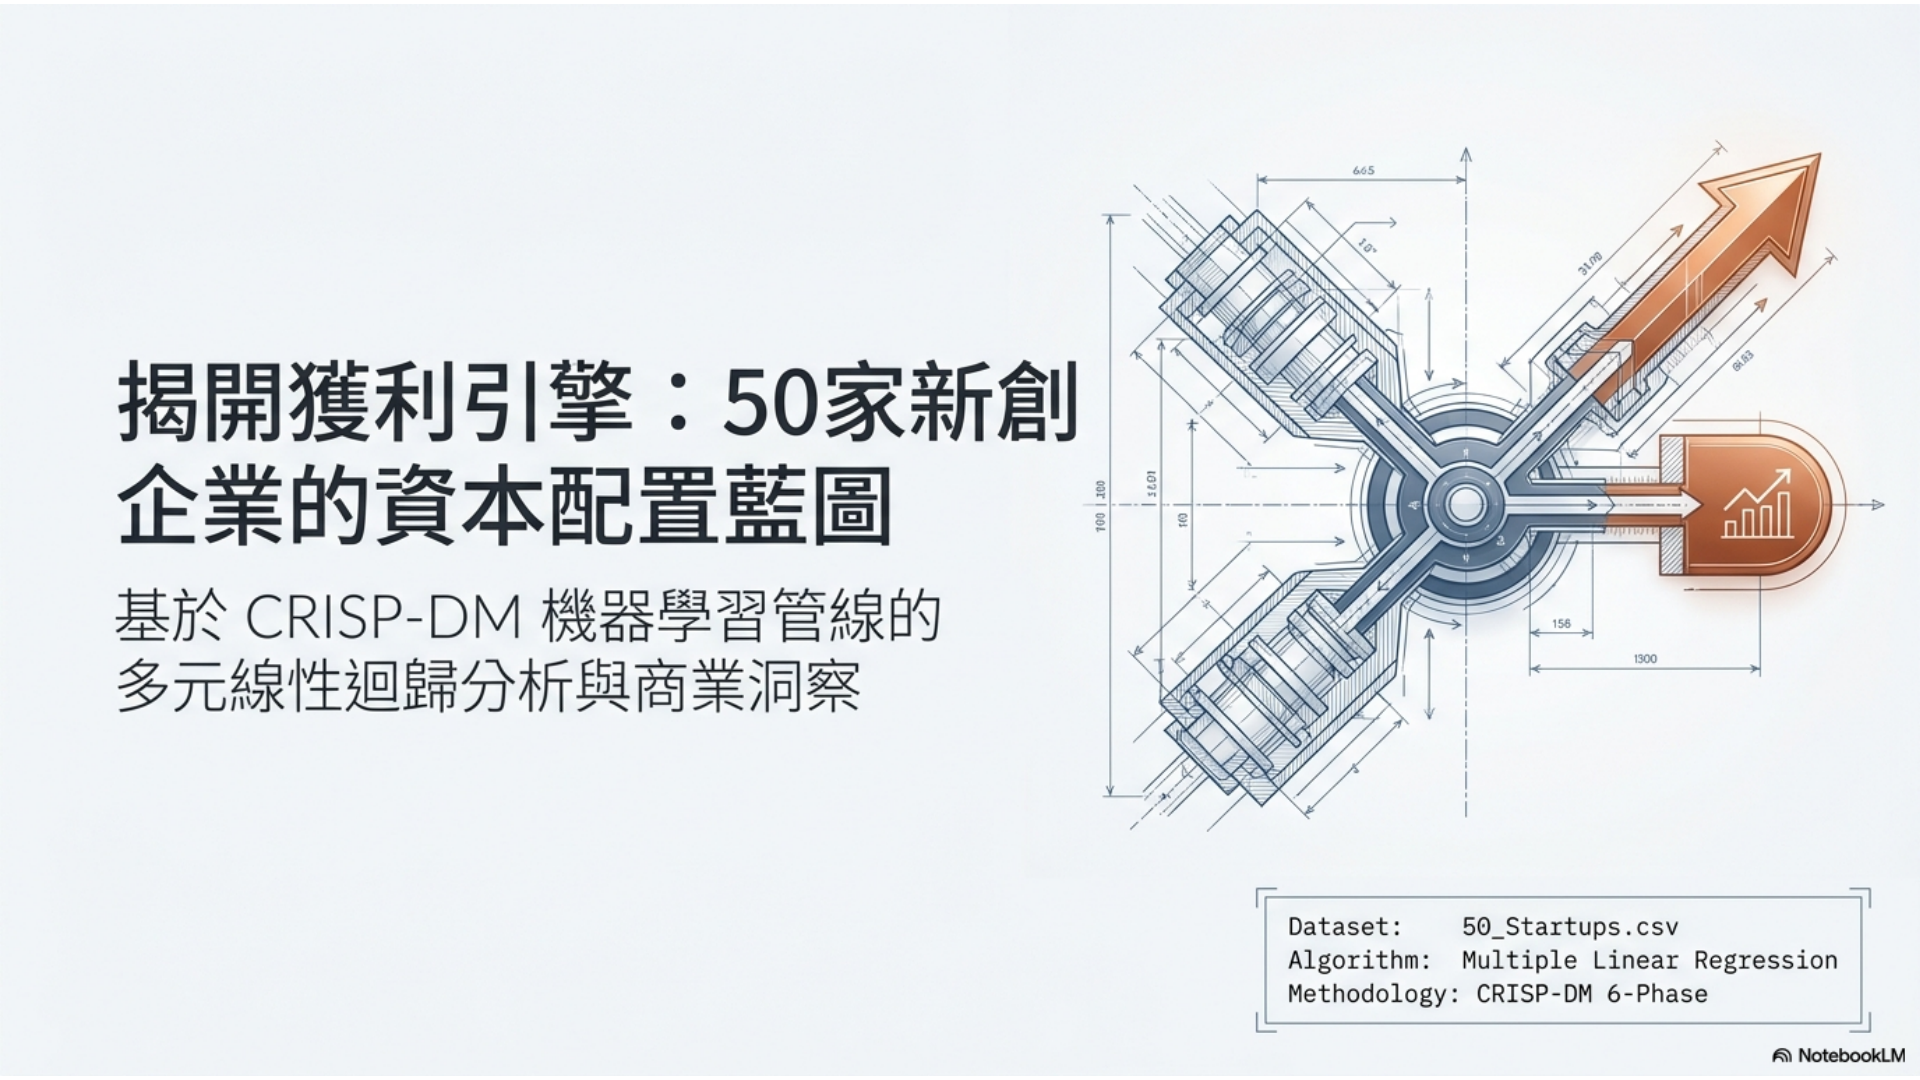 揭開獲利引擎：50家新創
企業的資本配置藍圖
基於 CRISP-DM 機器學習管線的
多元線性迴歸分析與商業洞察
665
156
1300
Dataset: 50_Startups.csv
Algorithm: Multiple Linear Regression
Methodology: CRISP-DM 6-Phase
NotebookLM